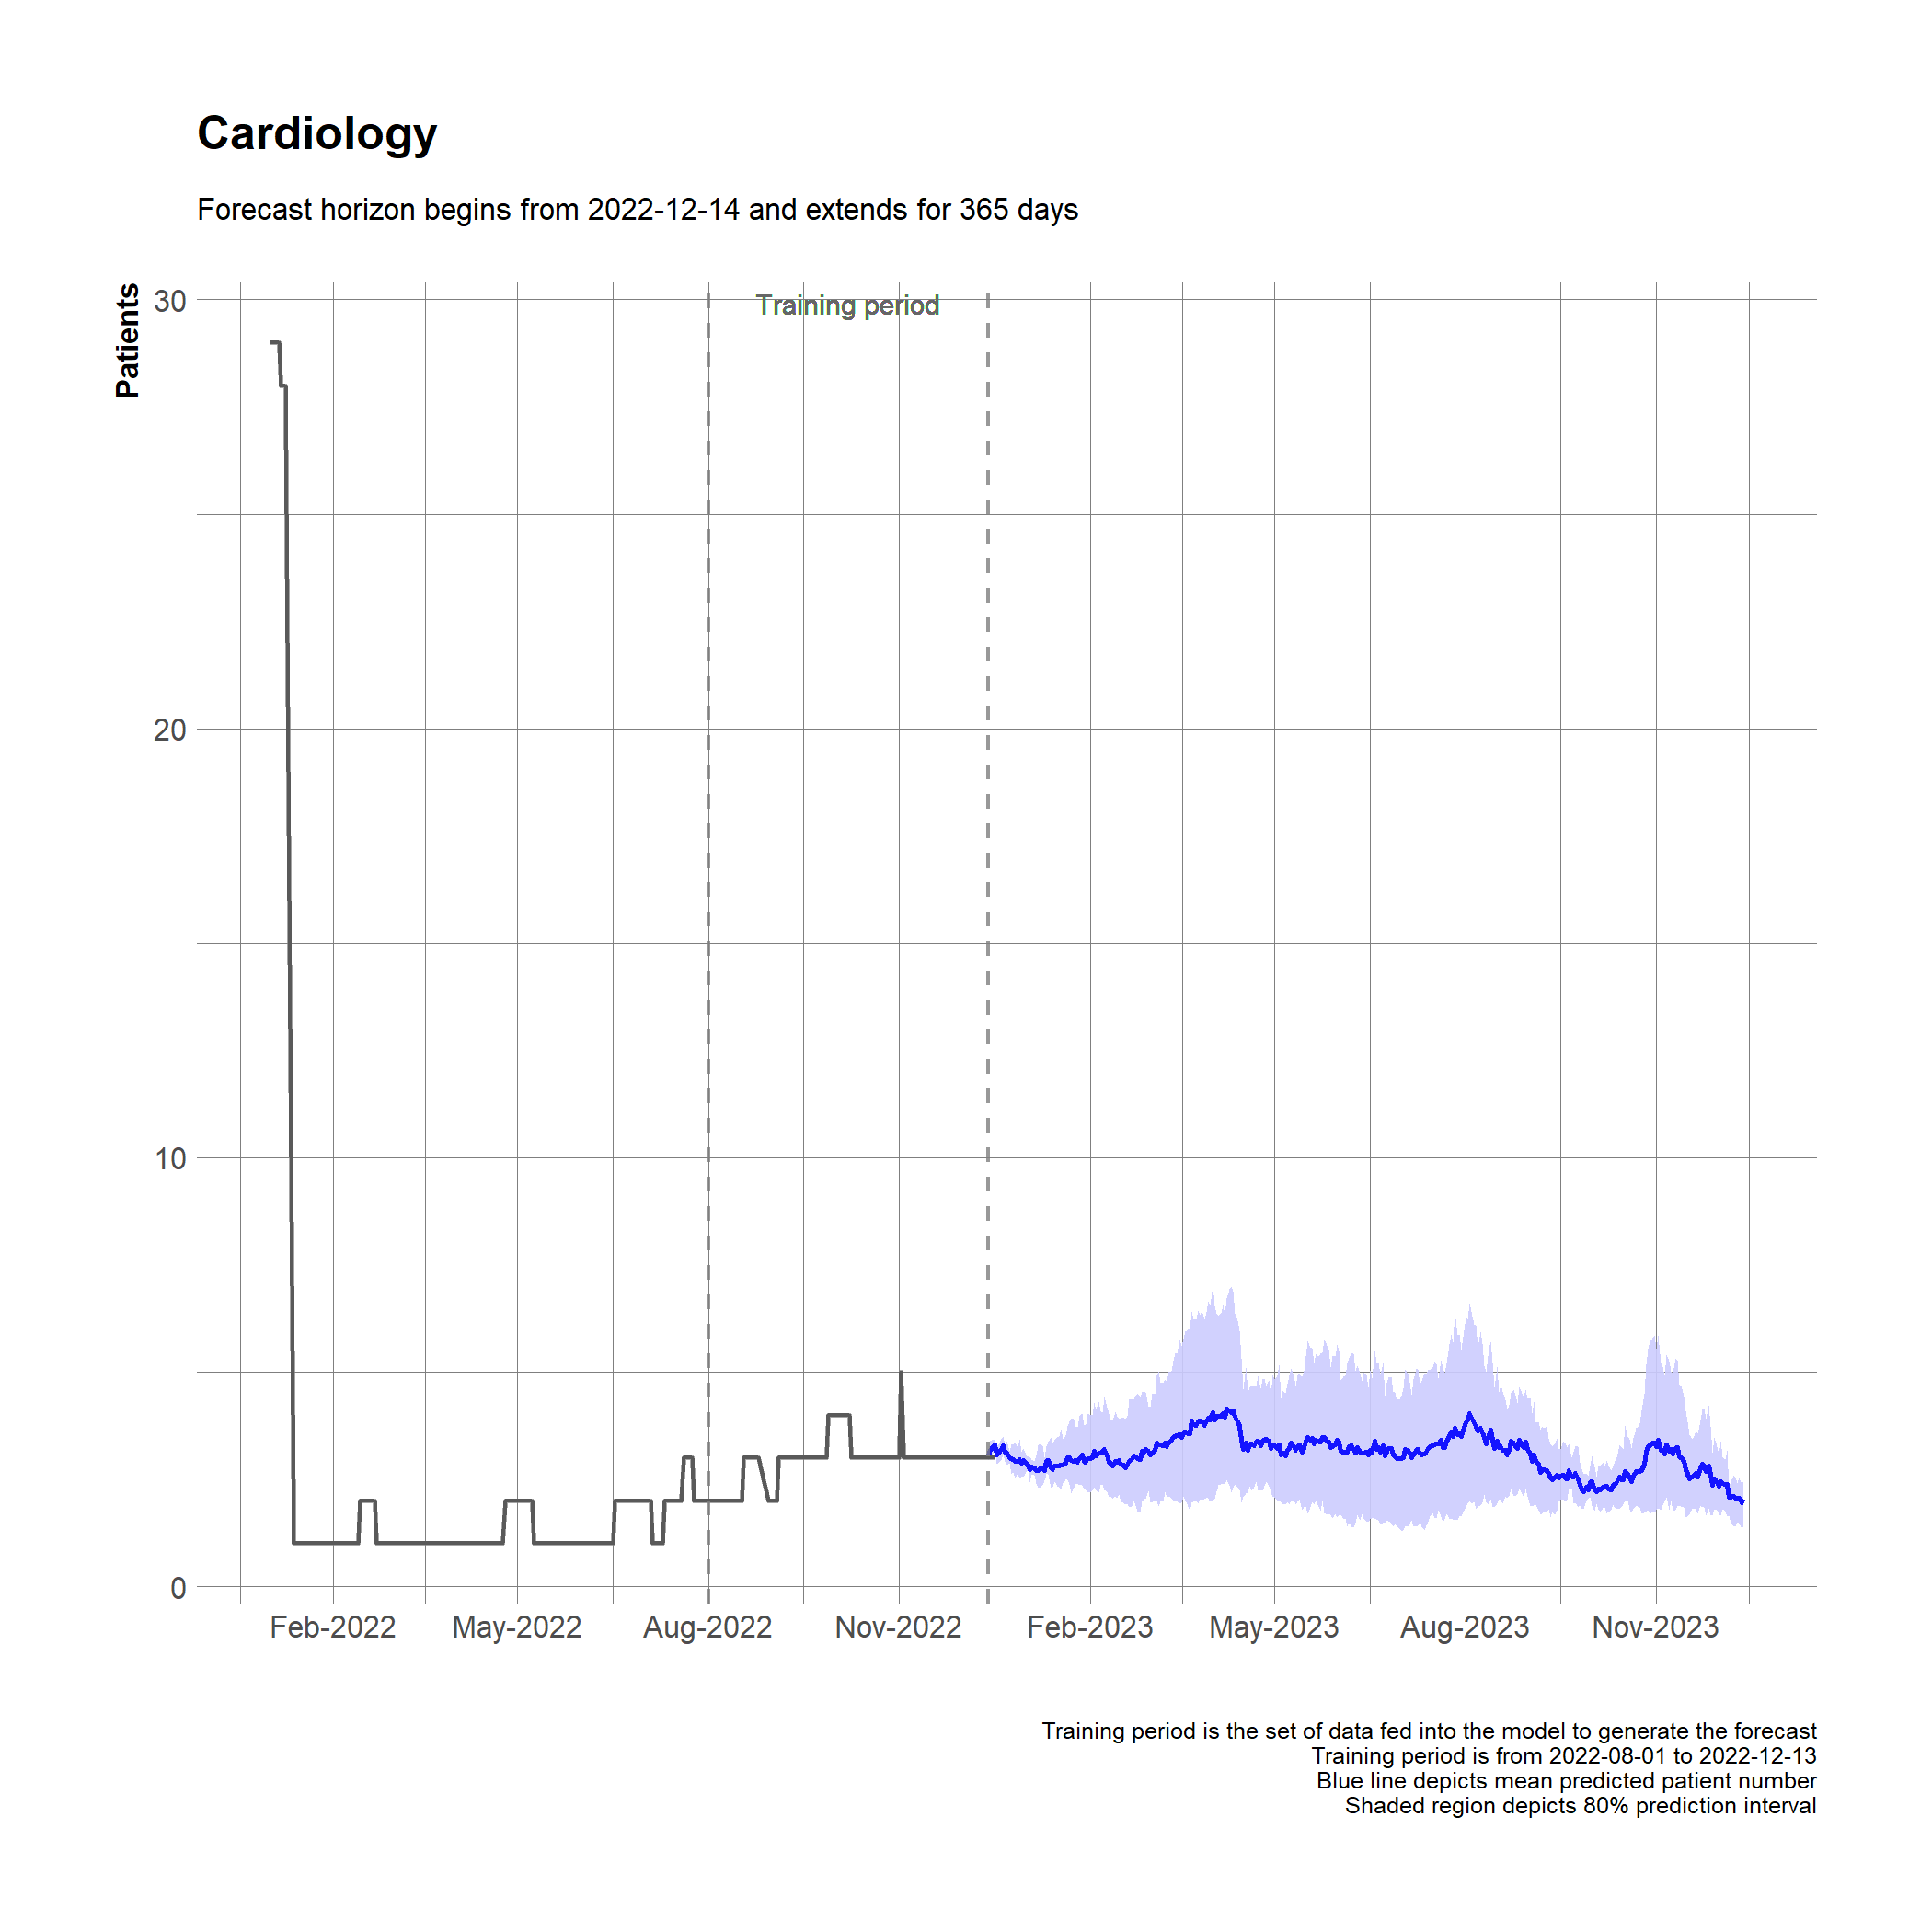 Cardiology
Forecast horizon begins from 2022-12-14 and extends for 365 days
Patients
30
Training period
20
10
0
Feb-2022 May-2022 Aug-2022 Nov-2022 Feb-2023 May-2023 Aug-2023 Nov-2023
Training period is the set of data fed into the model to generate the forecast
Training period is from 2022-08-01 to 2022-12-13
Blue line depicts mean predicted patient number
Shaded region depicts 80% prediction interval